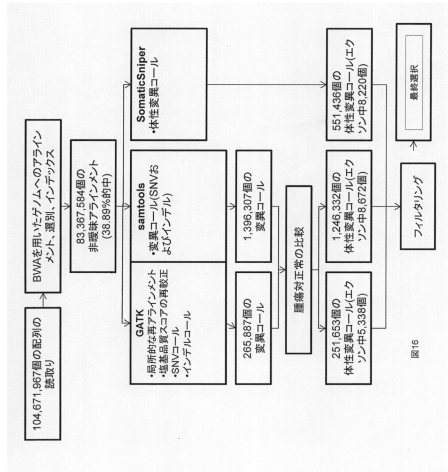 104,671,967個の配列の
読取り
BWAを用いたゲノムへのアライン
メント、選別、インデックス
83,367,584個の
非曖昧アラインメント
(38.89%的中)
GATK
・局所的な再アラインメント
・塩基品質スコアの再較正
・SNVコール
・インデルコール
samtools
・変異コール(SNVお
よびインデル)
SomaticSniper
・体性変異コール
265,887個の
変異コール
1,396,307個の
変異コール
腫瘍対正常の比較
251,653個の
体性変異コール(エク
ソン中5,338個)
1,246,332個の
体性変異コール(エク
ソン中8,672個)
551,436個の
体性変異コール(エク
ソン中8,220個)
フィルタリング
最終選択
図16